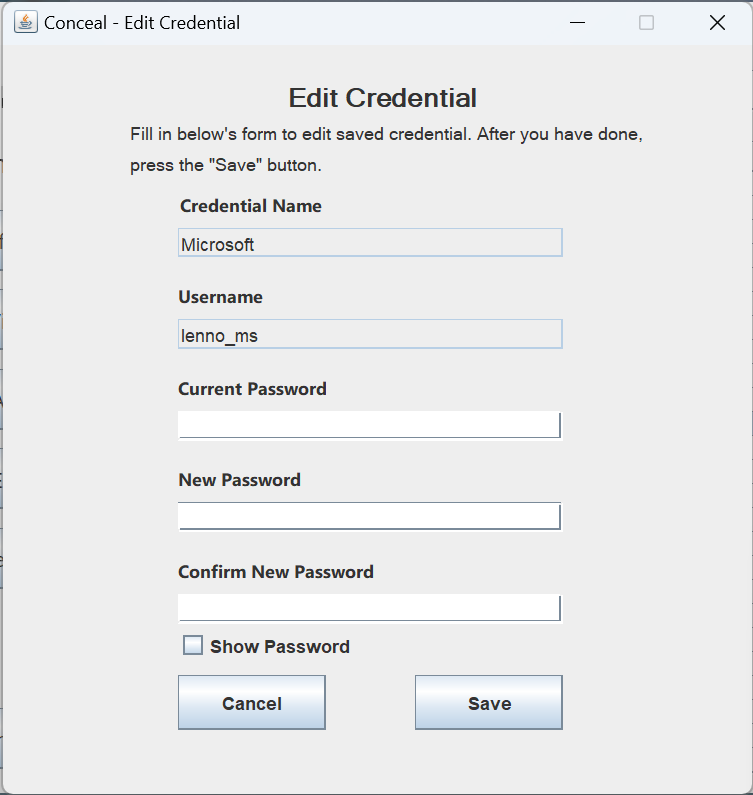 Conceal - Edit Credential
Edit Credential
Fill in below's form to edit saved credential. After you have done,
press the "Save" button.
Credential Name
Microsoft
Username
lenno_ms
Current Password
New Password
Confirm New Password
Show Password
Cancel
Save